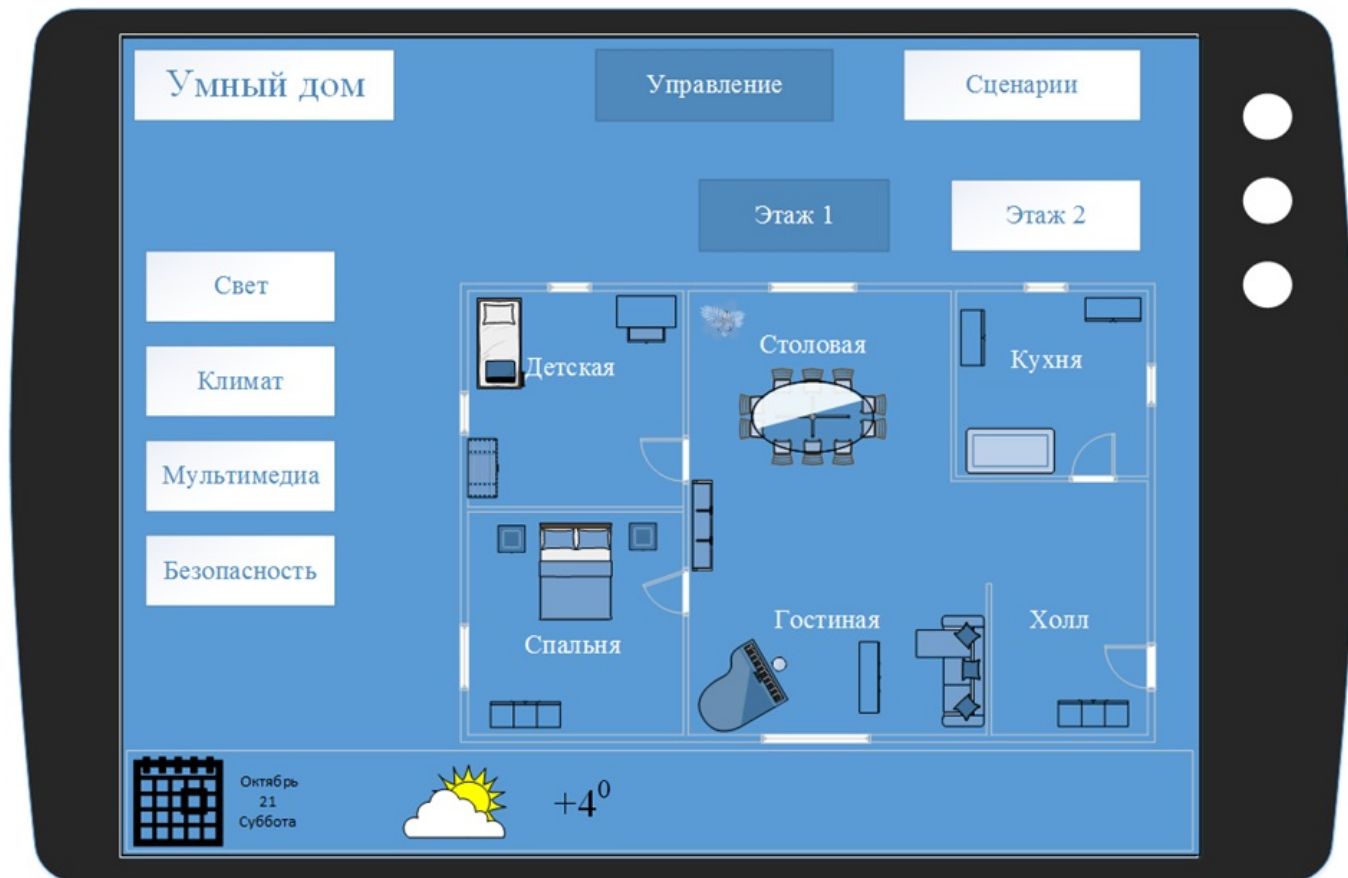 Умный дом
Управление
Сценарии
Этаж 1
Этаж 2
Свет
Климат
Мультимедиа
Безопасность
Детская
Столовая
Кухня
Спальня
Гостиная
Холл
Октябрь
21
Суббота
+4⁰